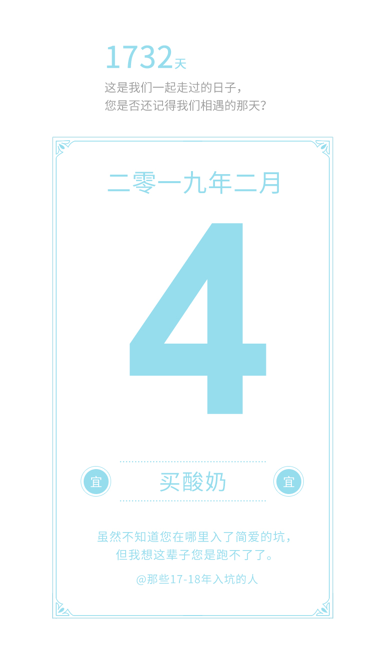 1732天
这是我们一起走过的日子，
您是否还记得我们相遇的那天？
二零一九年二月
4
宜 买酸奶 宜
虽然不知道您在哪里入了简爱的坑，
但我想这辈子您是跑不了了。
@那些17-18年入坑的人